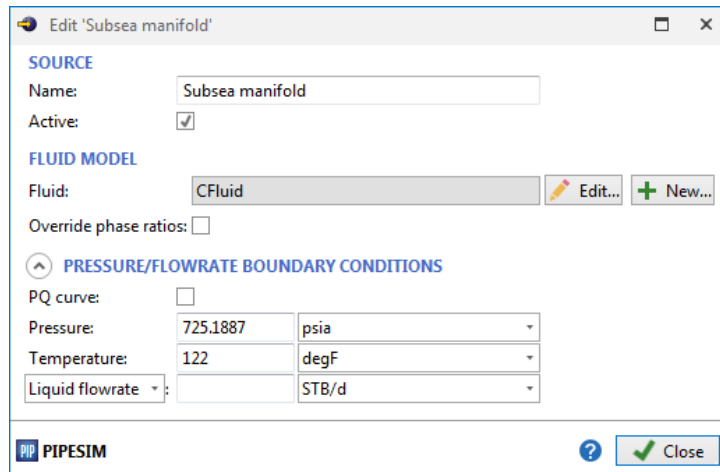 Edit 'Subsea manifold'
SOURCE
Name: Subsea manifold
Active:
FLUID MODEL
Fluid: CFluid Edit... New...
Override phase ratios:
PRESSURE/FLOWRATE BOUNDARY CONDITIONS
PQ curve:
Pressure: 725.1887 psia
Temperature: 122 degF
Liquid flowrate : STB/d
PIP PIPESIM ? Close